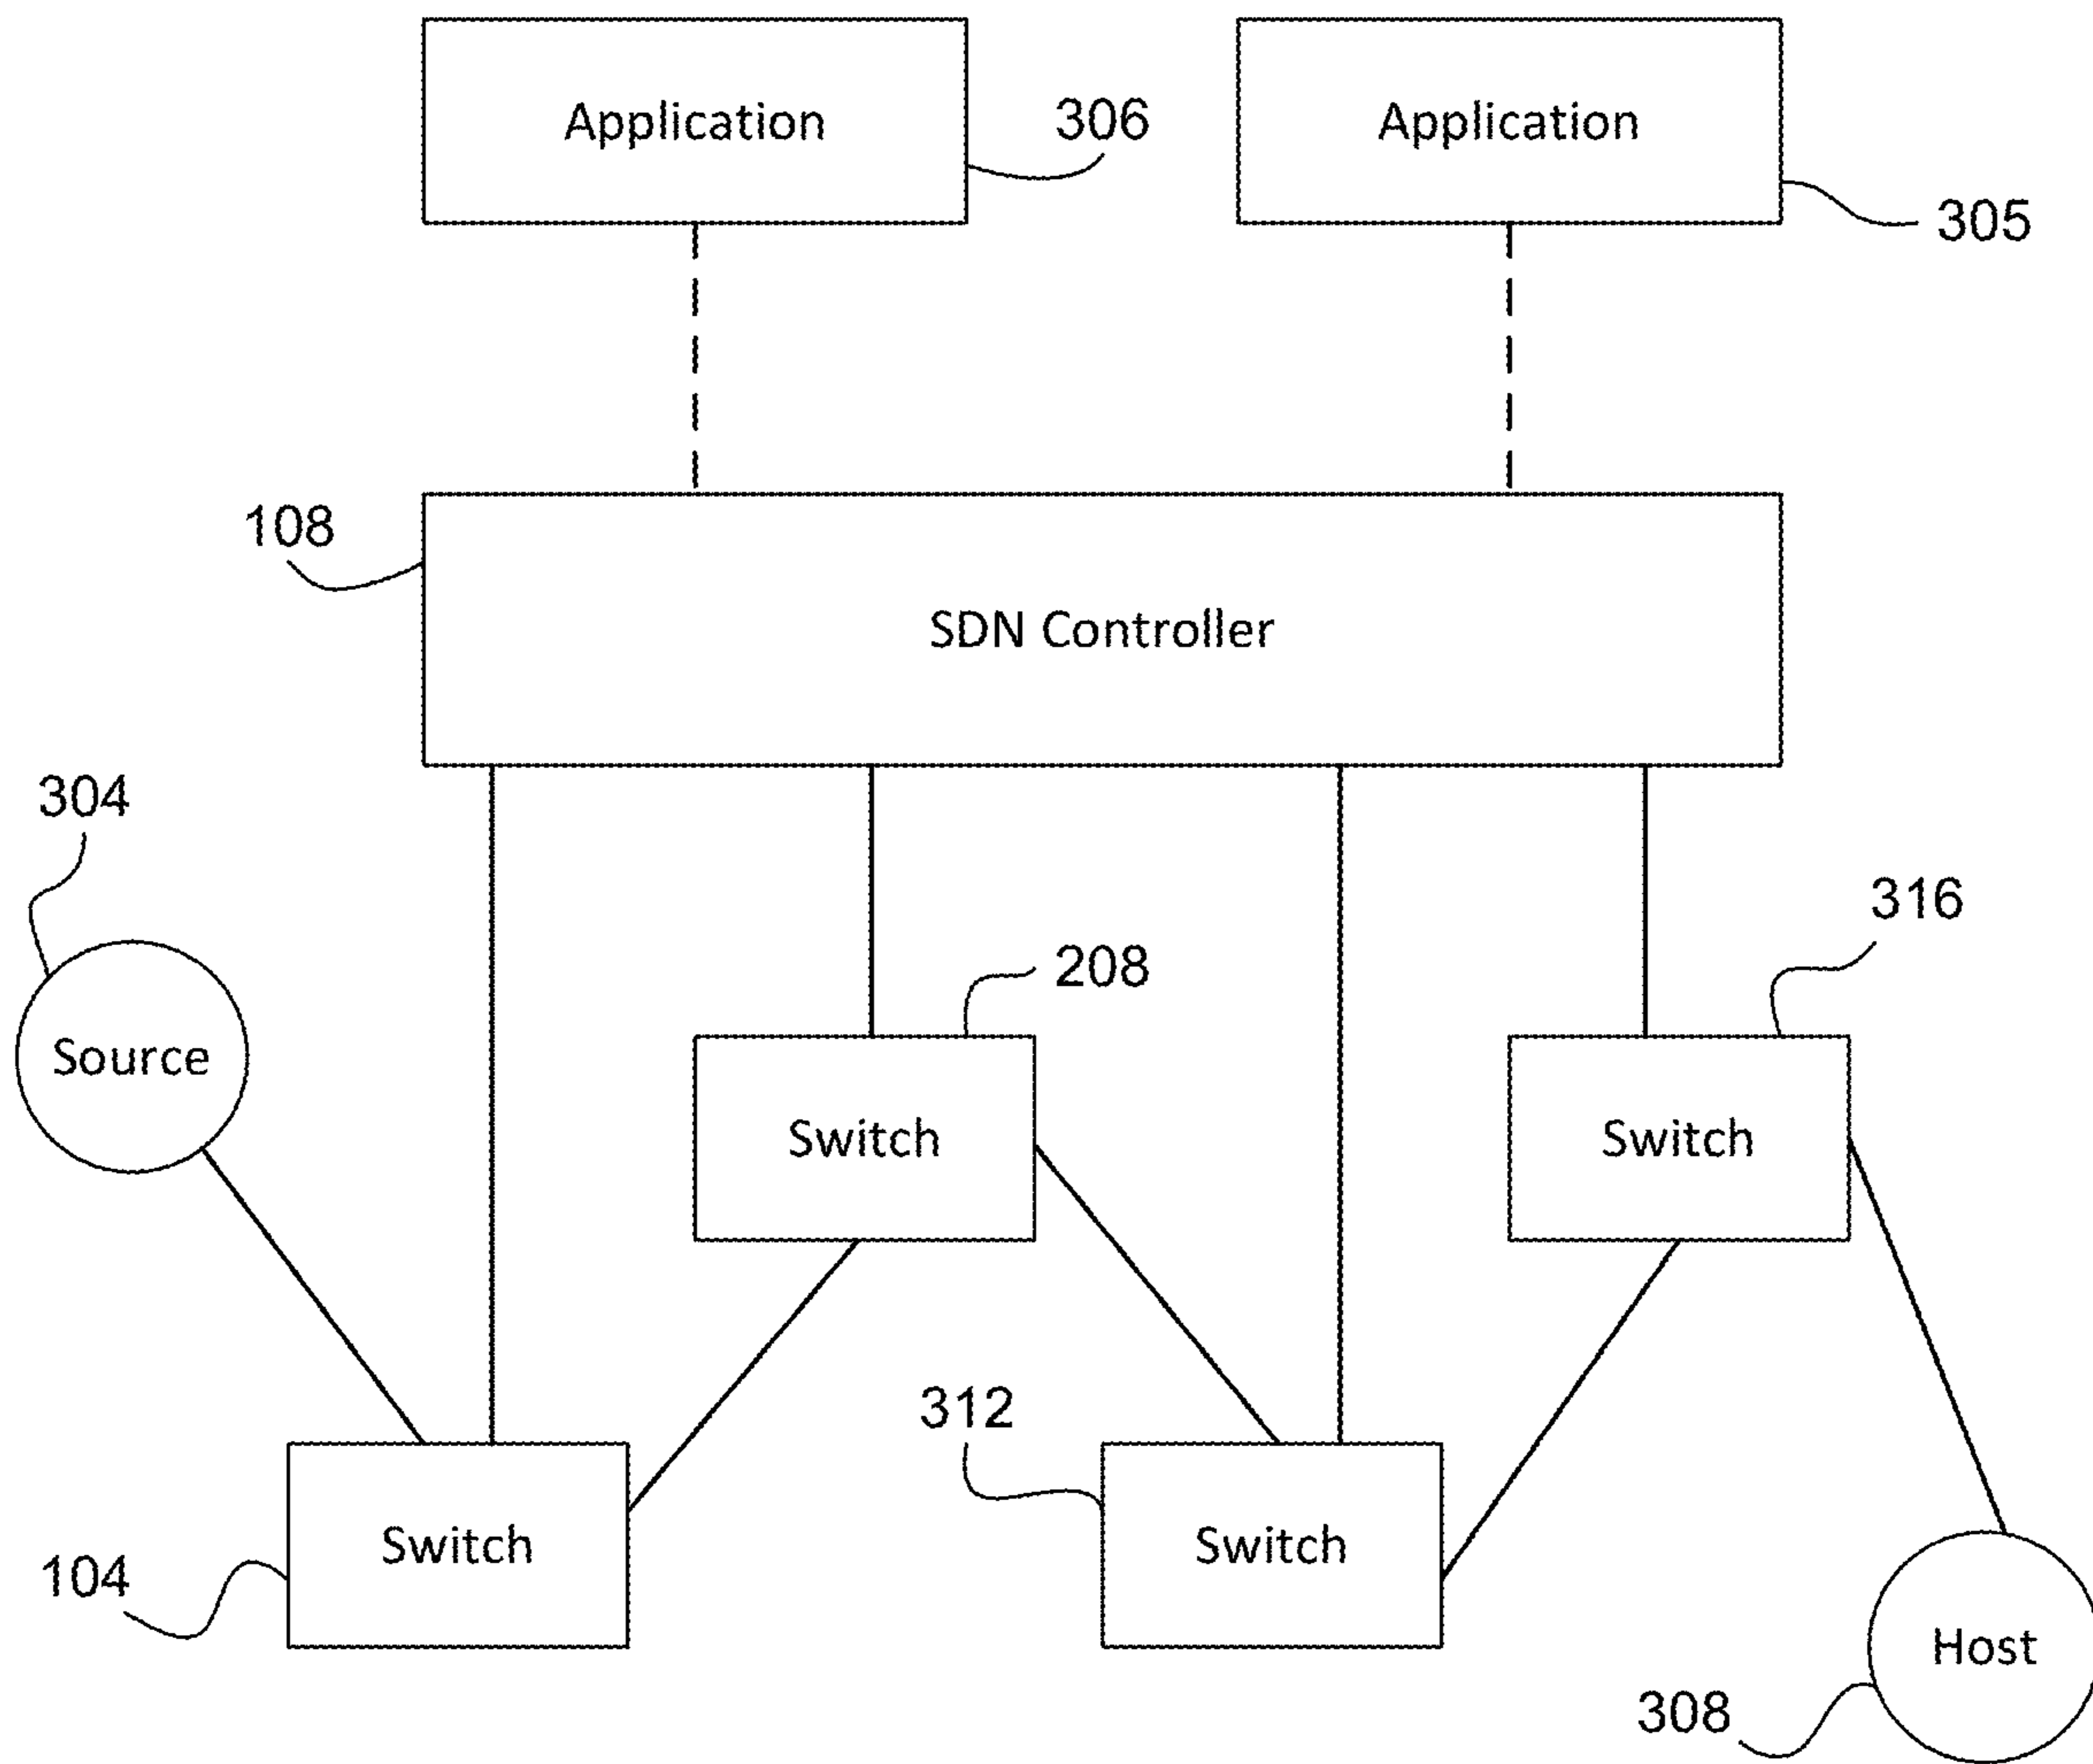 Application
306
Application
305
108
SDN Controller
304
316
208
Source
Switch
Switch
312
Switch
Switch
104
Host
308